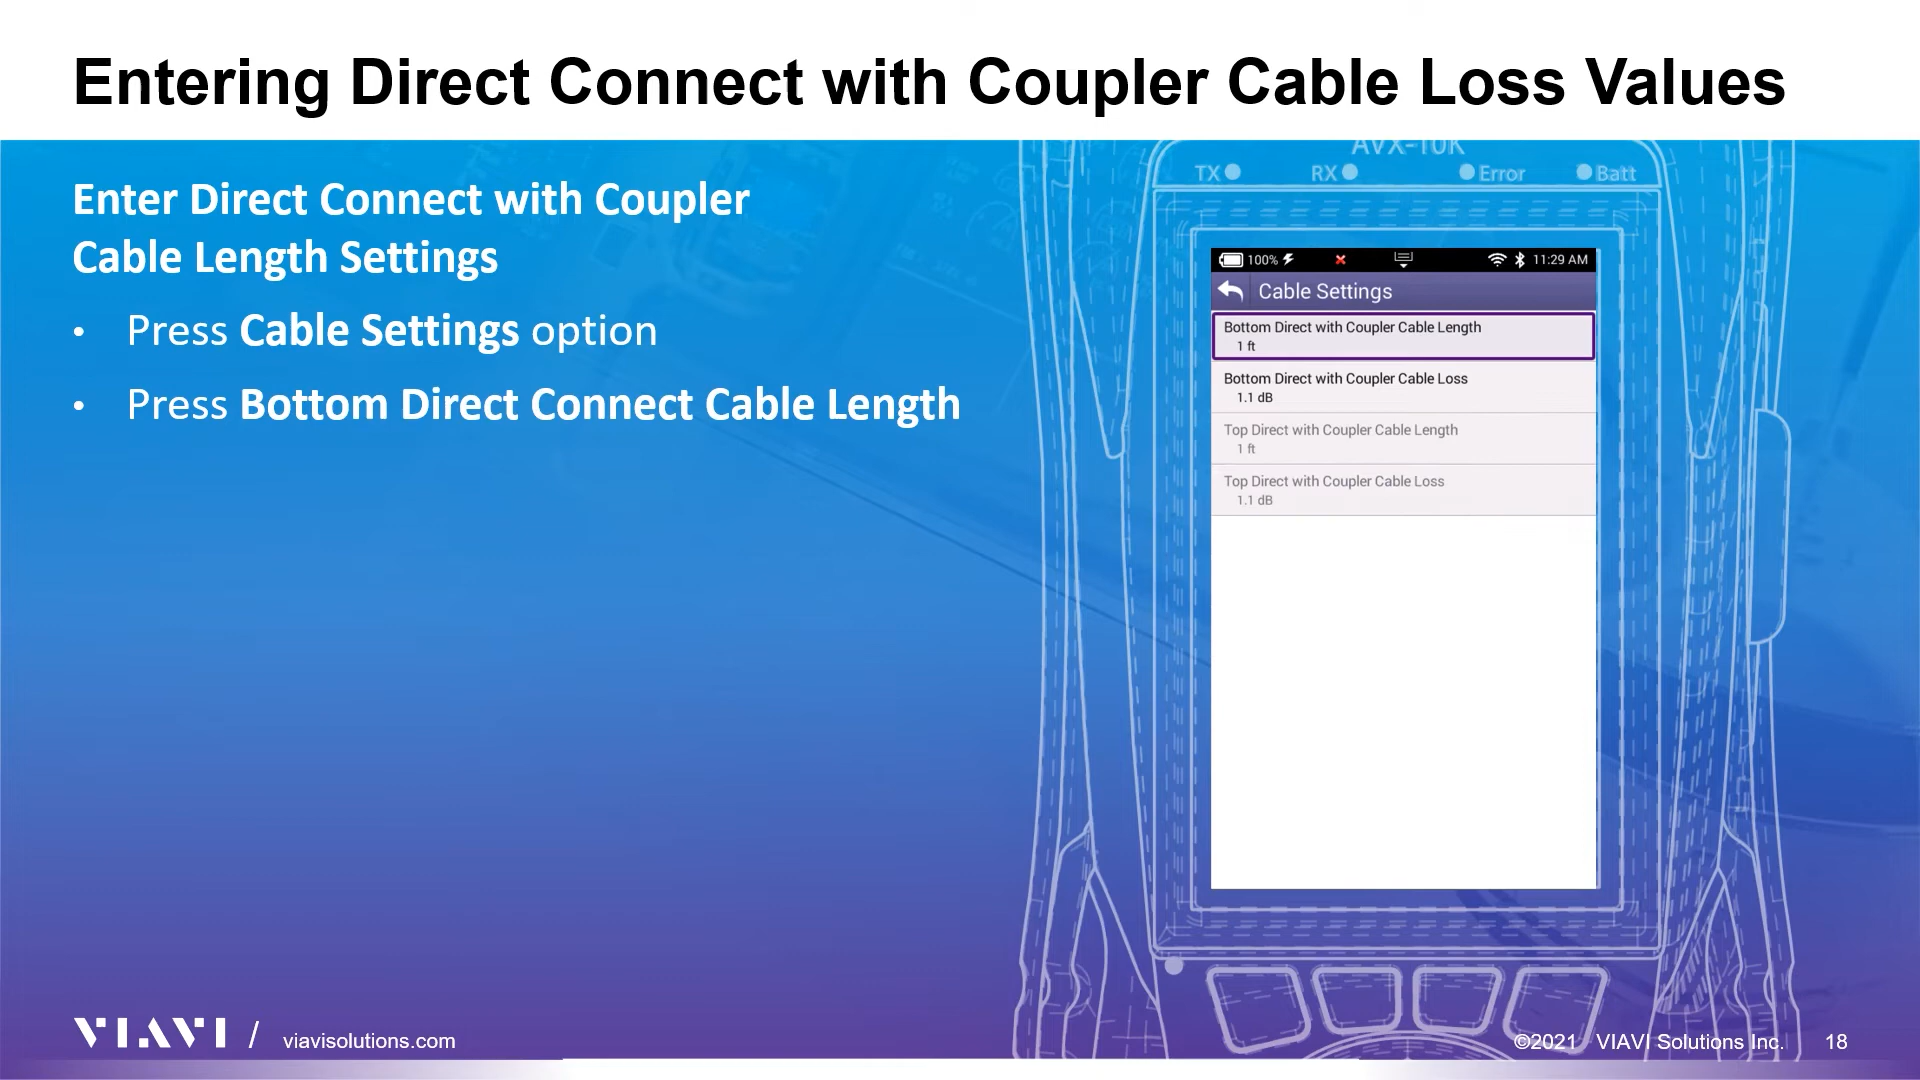 Entering Direct Connect with Coupler Cable Loss Values
AVX-10K
TX RX Error Batt
Enter Direct Connect with Coupler
Cable Length Settings
• Press Cable Settings option
• Press Bottom Direct Connect Cable Length
100% 11:29 AM
Cable Settings
Bottom Direct with Coupler Cable Length
1 ft
Bottom Direct with Coupler Cable Loss
1.1 dB
Top Direct with Coupler Cable Length
1 ft
Top Direct with Coupler Cable Loss
1.1 dB
VIAVI / viavisolutions.com
©2021 VIAVI Solutions Inc. 18